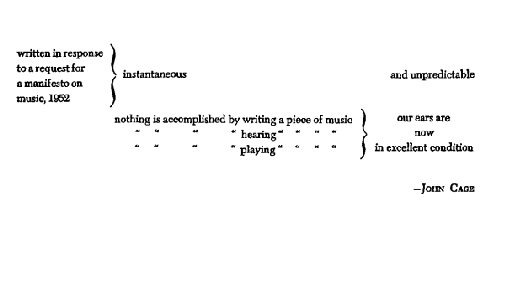 written in response
to a request for
a manifesto on
music, 1952
instantaneous and unpredictable
nothing is accomplished by writing a piece of music
" " " " hearing " " " "
" " " " playing " " " "
our ears are
now
in excellent condition
—John Cage